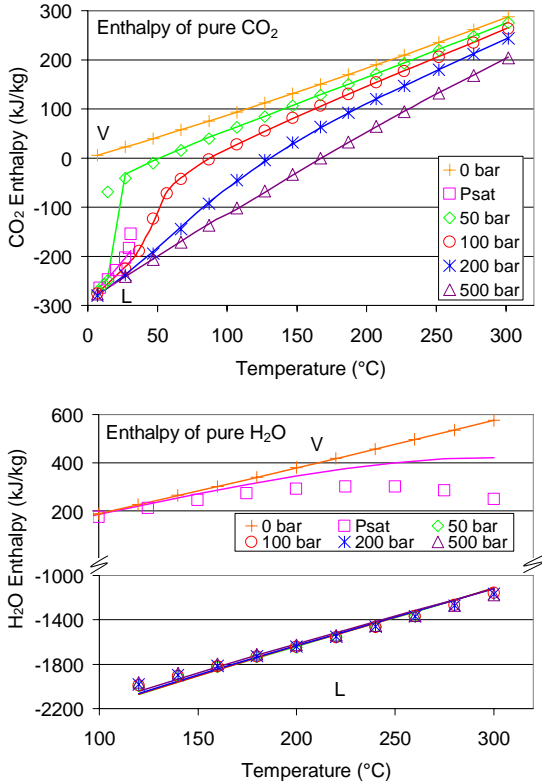 Enthalpy of pure CO₂
CO₂ Enthalpy (kJ/kg)
300
200
100
0
-100
-200
-300
V
L
0 bar
Psat
50 bar
100 bar
200 bar
500 bar
0 50 100 150 200 250 300
Temperature (°C)
Enthalpy of pure H₂O
H₂O Enthalpy (kJ/kg)
600
400
200
-1000
-1400
-1800
-2200
V
0 bar Psat 50 bar
100 bar 200 bar 500 bar
L
100 150 200 250 300
Temperature (°C)